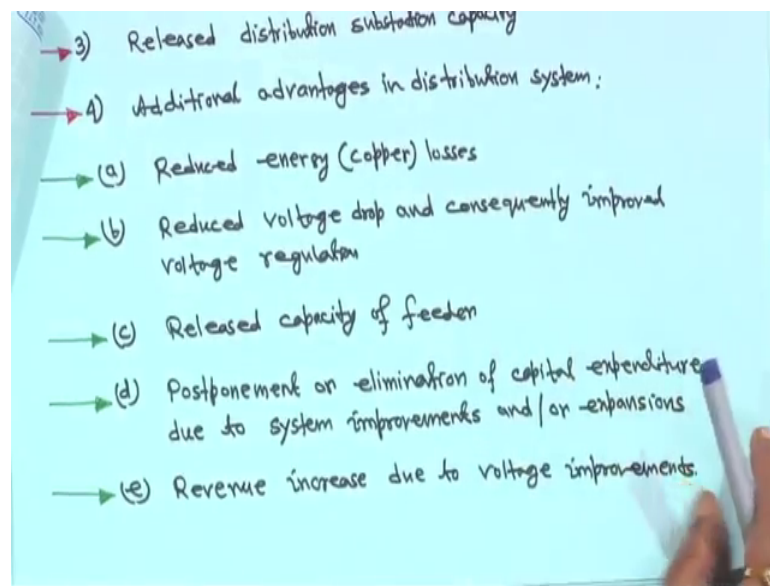 3) Released distribution substation capacity
4) Additional advantages in distribution system:
(a) Reduced energy (copper) losses
(b) Reduced voltage drop and consequently improved
voltage regulation
(c) Released capacity of feeder
(d) Postponement or elimination of capital expenditure
due to system improvements and/or expansions
(e) Revenue increase due to voltage improvements.